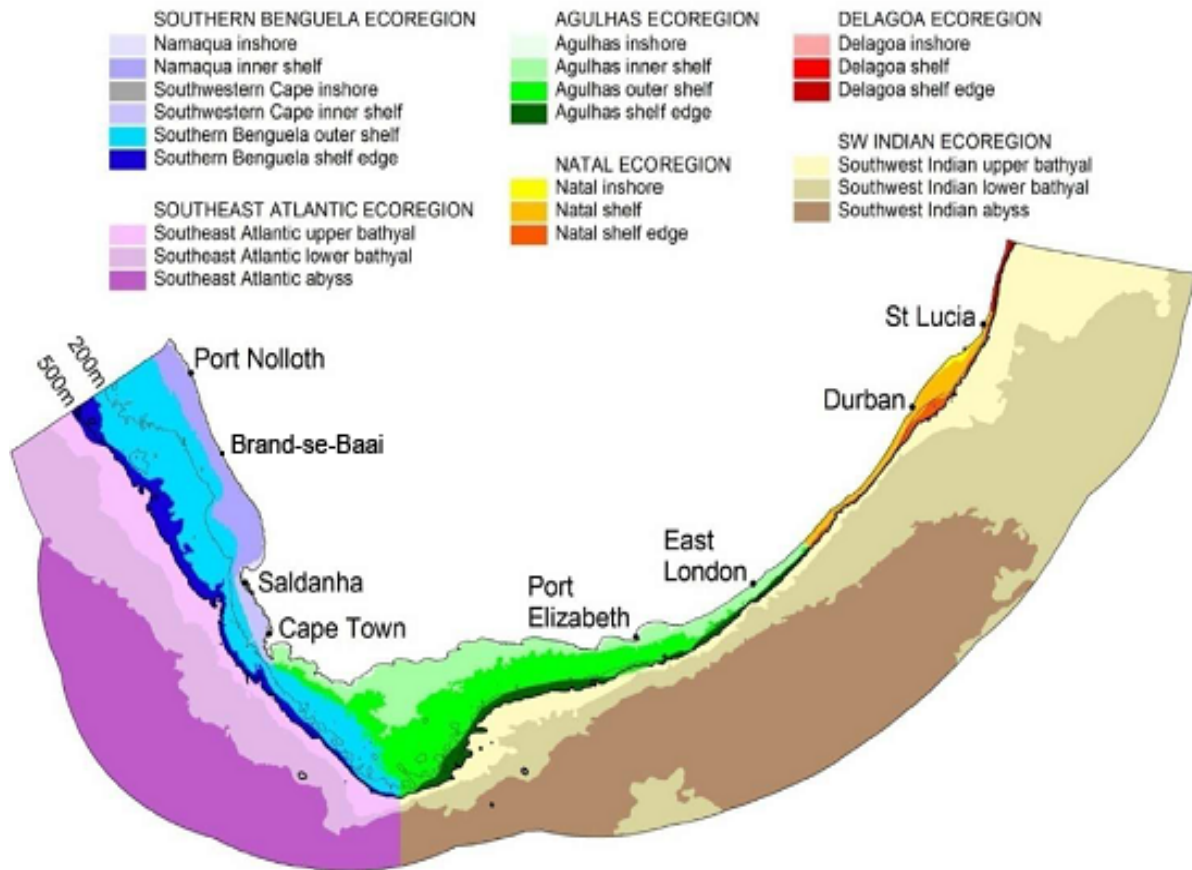 SOUTHERN BENGUELA ECOREGION
Namaqua inshore
Namaqua inner shelf
Southwestern Cape inshore
Southwestern Cape inner shelf
Southern Benguela outer shelf
Southern Benguela shelf edge
SOUTHEAST ATLANTIC ECOREGION
Southeast Atlantic upper bathyal
Southeast Atlantic lower bathyal
Southeast Atlantic abyss
AGULHAS ECOREGION
Agulhas inshore
Agulhas inner shelf
Agulhas outer shelf
Agulhas shelf edge
NATAL ECOREGION
Natal inshore
Natal shelf
Natal shelf edge
DELAGOA ECOREGION
Delagoa inshore
Delagoa shelf
Delagoa shelf edge
SW INDIAN ECOREGION
Southwest Indian upper bathyal
Southwest Indian lower bathyal
Southwest Indian abyss
200m
500m
Port Nolloth
Brand-se-Baai
Saldanha
Cape Town
Port
Elizabeth
East
London
Durban
St Lucia